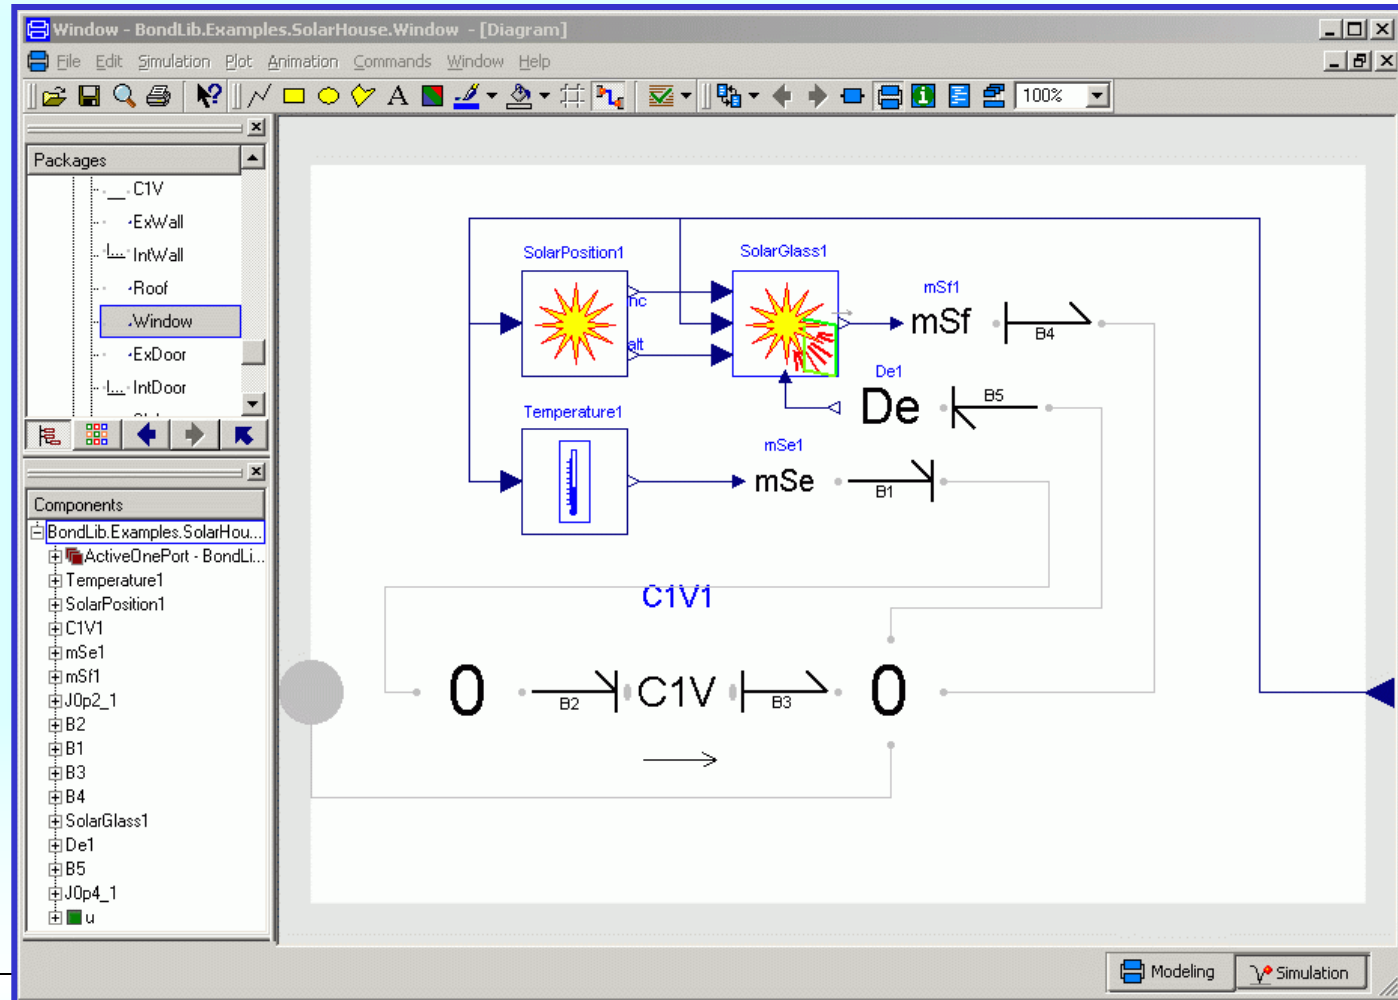 Window - BondLib.Examples.SolarHouse.Window - [Diagram]
File Edit Simulation Plot Animation Commands Window Help
100%
Packages
C1V
ExWall
IntWall
Roof
Window
ExDoor
IntDoor
Components
BondLib.Examples.SolarHou...
ActiveOnePort - BondLi...
Temperature1
SolarPosition1
C1V1
mSe1
mSf1
J0p2_1
B2
B1
B3
B4
SolarGlass1
De1
B5
J0p4_1
u
SolarPosition1
inc
alt
SolarGlass1
mSf1
mSf
B4
De1
De
B5
Temperature1
mSe1
mSe
B1
C1V1
0
B2
C1V
B3
0
Modeling
Simulation